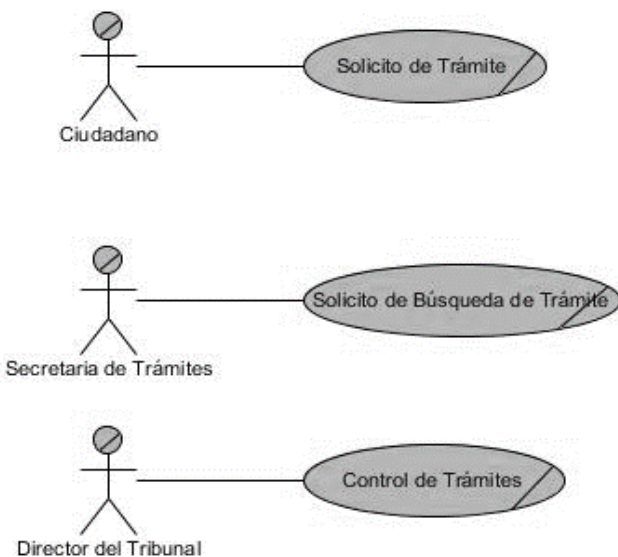 Solicito de Trámite
Ciudadano
Solicito de Búsqueda de Trámite
Secretaria de Trámites
Control de Trámites
Director del Tribunal